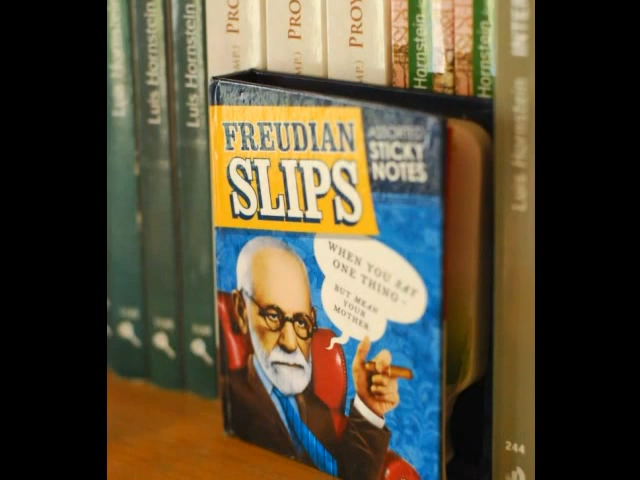 Luis Hornstein
Luis Hornstein
Luis Hornstein
PROY
PROY
Hornstein
Hornstein
Luis Hornstein
INTE
244
FREUDIAN
SLIPS
ASSORTED
STICKY
NOTES
WHEN YOU SAY
ONE THING -
BUT MEAN
YOUR
MOTHER